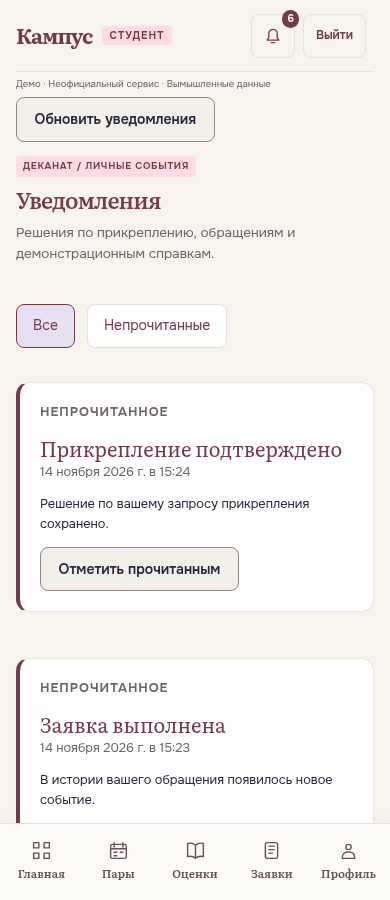 Кампус СТУДЕНТ 6 Выйти
Демо · Неофициальный сервис · Вымышленные данные
Обновить уведомления
ДЕКАНАТ / ЛИЧНЫЕ СОБЫТИЯ
Уведомления
Решения по прикреплению, обращениям и
демонстрационным справкам.
Все Непрочитанные
НЕПРОЧИТАННОЕ
Прикрепление подтверждено
14 ноября 2026 г. в 15:24
Решение по вашему запросу прикрепления
сохранено.
Отметить прочитанным
НЕПРОЧИТАННОЕ
Заявка выполнена
14 ноября 2026 г. в 15:23
В истории вашего обращения появилось новое
событие.
Главная Пары Оценки Заявки Профиль